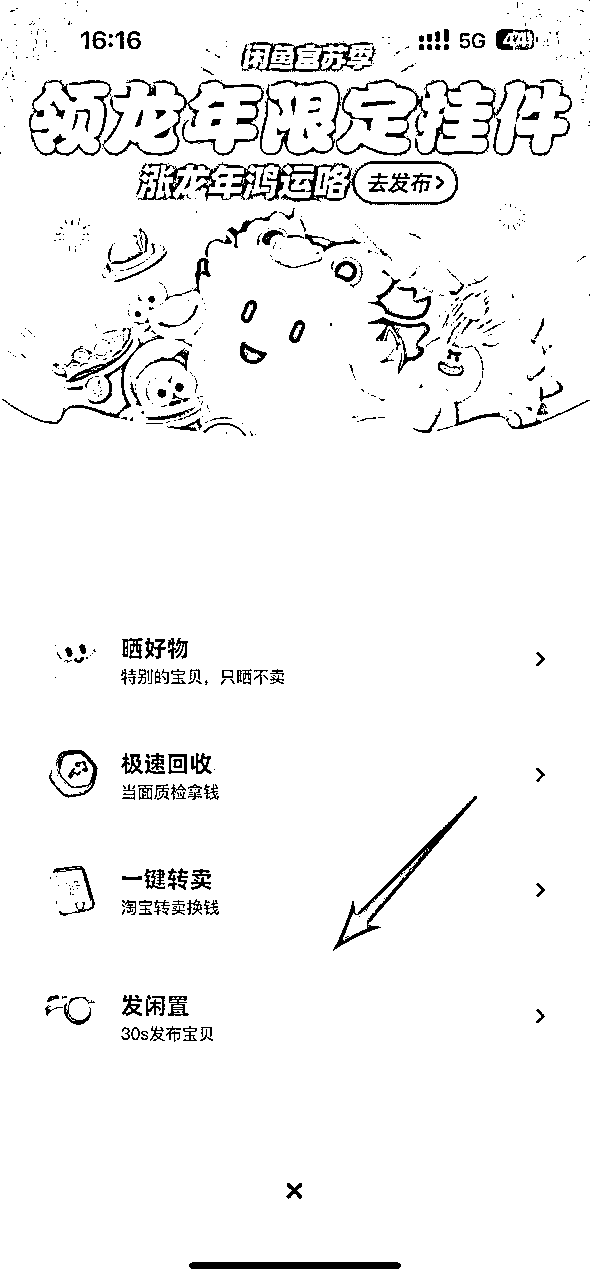 16:16
5G
闲鱼富苏季
领龙年限定挂件
涨龙年鸿运咯
去发布
晒好物
特别的宝贝，只晒不卖
极速回收
当面质检拿钱
一键转卖
淘宝转卖换钱
发闲置
30s发布宝贝